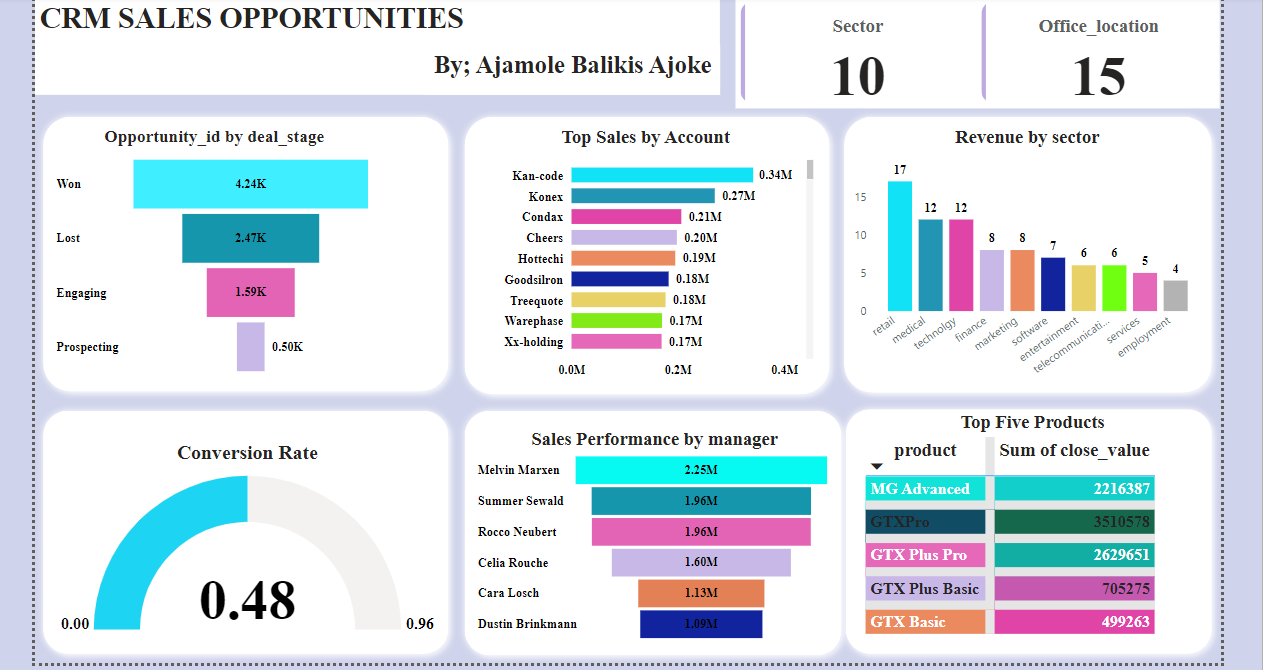 CRM SALES OPPORTUNITIES
By; Ajamole Balikis Ajoke
Sector
10
Office_location
15
Opportunity_id by deal_stage
Won 4.24K
Lost 2.47K
Engaging 1.59K
Prospecting 0.50K
Top Sales by Account
Kan-code 0.34M
Konex 0.27M
Condax 0.21M
Cheers 0.20M
Hottechi 0.19M
Goodsilron 0.18M
Treequote 0.18M
Warephase 0.17M
Xx-holding 0.17M
0.0M 0.2M 0.4M
Revenue by sector
17 12 12 8 8 7 6 6 5 4
15
10
5
0
retail medical technolgy finance marketing software entertainment telecommunicati... services employment
Conversion Rate
0.48
0.00 0.96
Sales Performance by manager
Melvin Marxen 2.25M
Summer Sewald 1.96M
Rocco Neubert 1.96M
Celia Rouche 1.60M
Cara Losch 1.13M
Dustin Brinkmann 1.09M
Top Five Products
product Sum of close_value
MG Advanced 2216387
GTXPro 3510578
GTX Plus Pro 2629651
GTX Plus Basic 705275
GTX Basic 499263